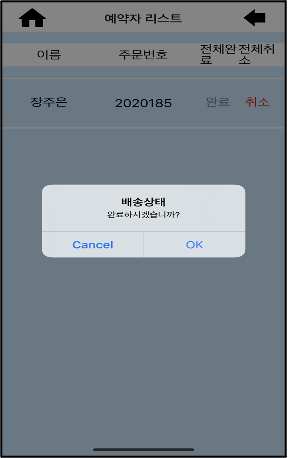 예약자 리스트
이름 주문번호 전체완료 전체취소
장주은 2020185 완료 취소
배송상태
완료하시겠습니까?
Cancel OK